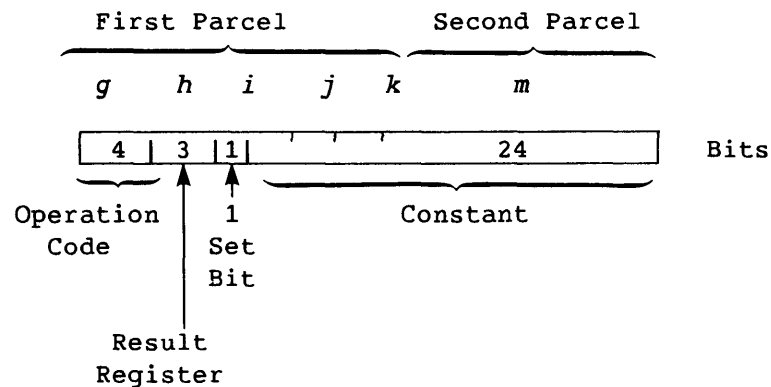 First Parcel Second Parcel
g h i j k m
4 3 1 24 Bits
Operation 1 Constant
Code Set
Bit
Result
Register